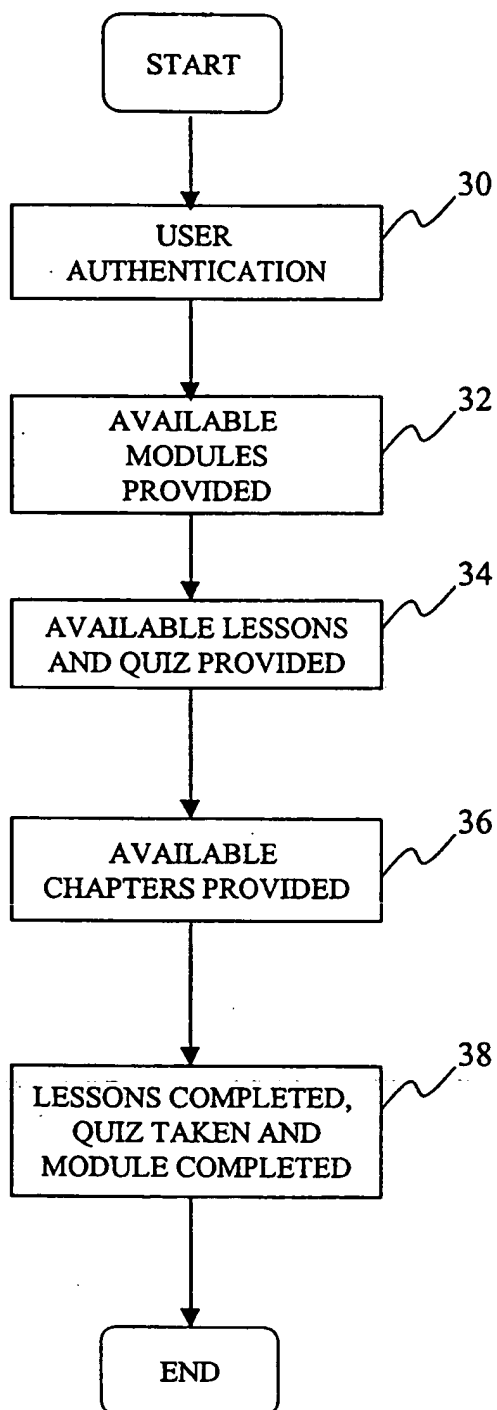 START
30
USER
AUTHENTICATION
32
AVAILABLE
MODULES
PROVIDED
34
AVAILABLE LESSONS
AND QUIZ PROVIDED
36
AVAILABLE
CHAPTERS PROVIDED
38
LESSONS COMPLETED,
QUIZ TAKEN AND
MODULE COMPLETED
END